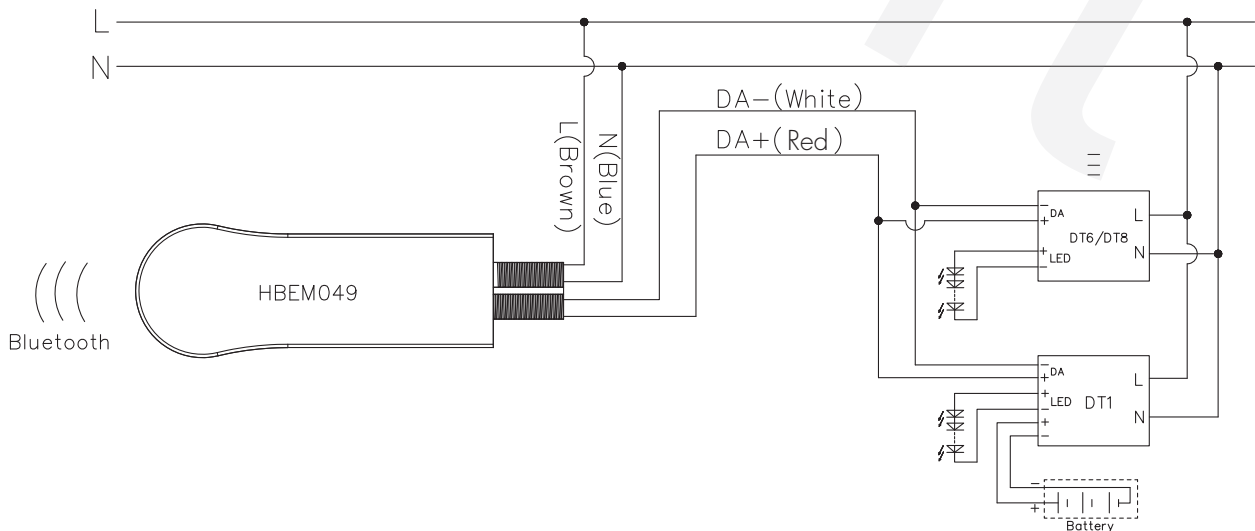 L
N
DA-(White)
DA+(Red)
L(Brown)
N(Blue)
HBEM049
Bluetooth
- DA
+
L
DT6/DT8
N
+ LED
-
- DA
+
L
+ LED
-
DT1
N
+
-
-
+
Battery